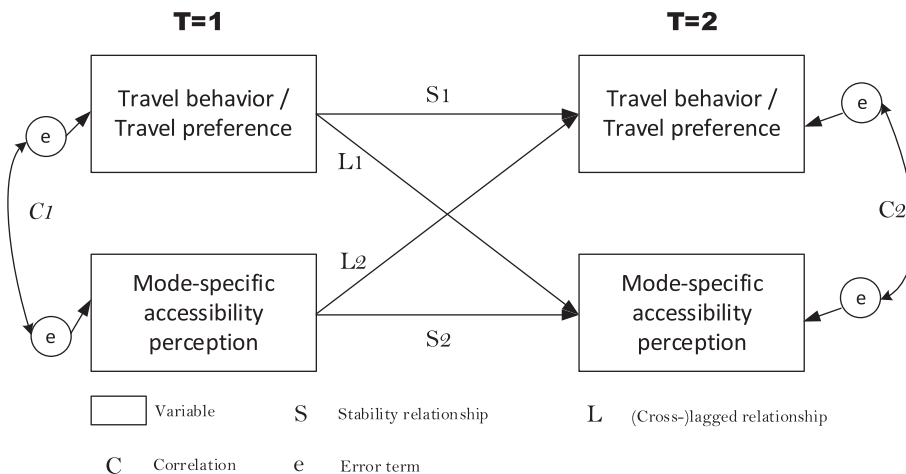 T=1
T=2
Travel behavior /
Travel preference
S1
Travel behavior /
Travel preference
e
e
L1
C1
C2
L2
Mode-specific
accessibility
perception
S2
Mode-specific
accessibility
perception
e
e
Variable
S Stability relationship
L (Cross-)lagged relationship
C Correlation
e Error term